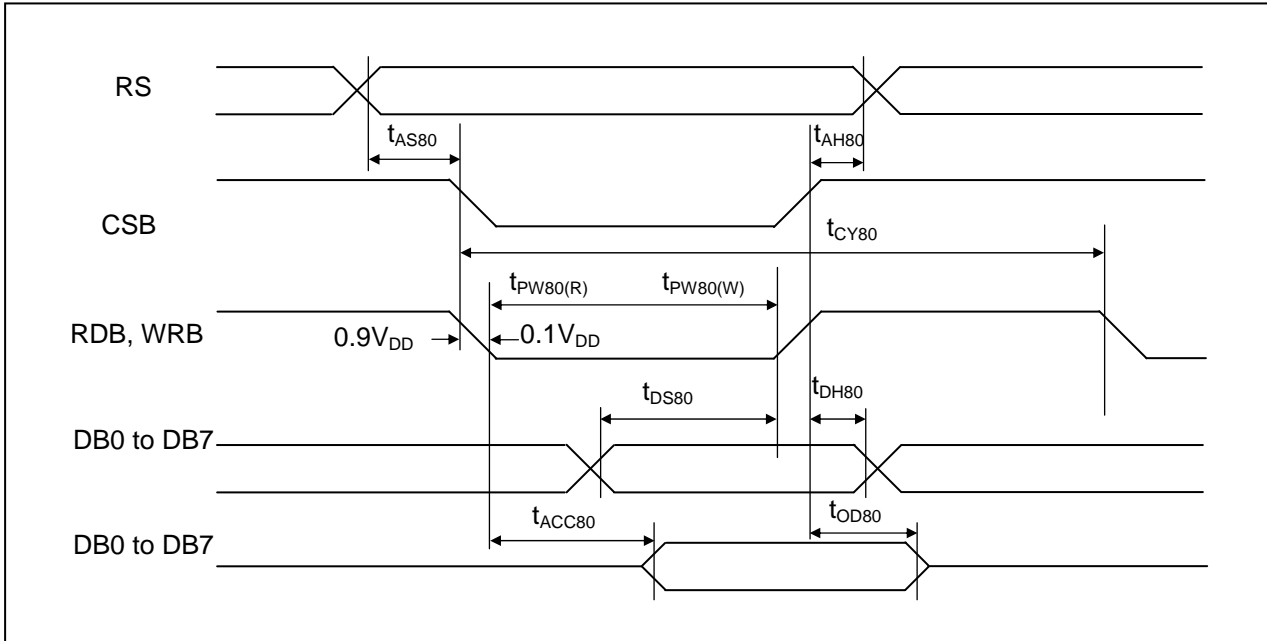 RS
tAS80
tAH80
CSB
tCY80
tPW80(R)
tPW80(W)
RDB, WRB
0.9VDD
0.1VDD
tDS80
tDH80
DB0 to DB7
tACC80
tOD80
DB0 to DB7